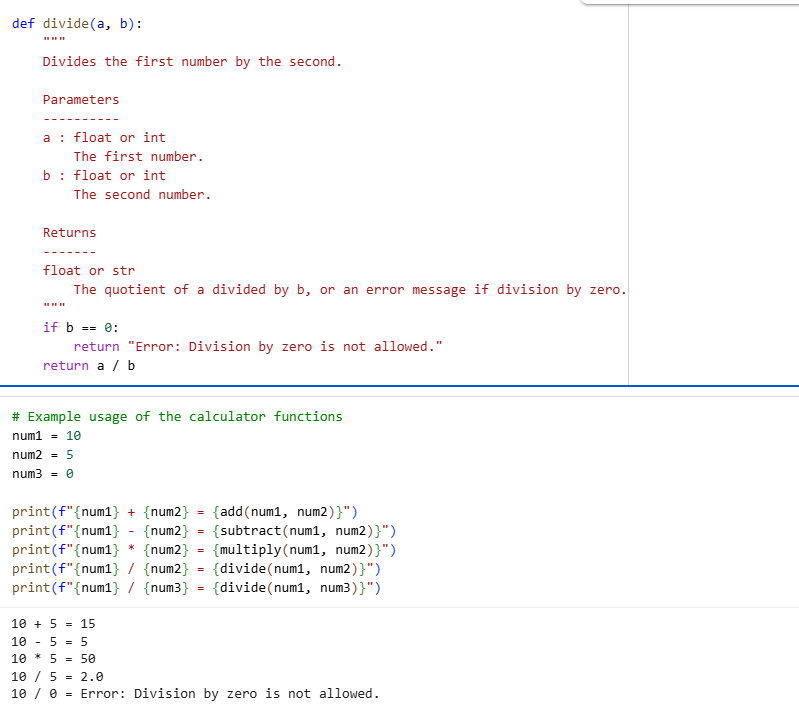 def divide(a, b):
    """
    Divides the first number by the second.

    Parameters
    ----------
    a : float or int
        The first number.
    b : float or int
        The second number.

    Returns
    -------
    float or str
        The quotient of a divided by b, or an error message if division by zero.
    """
    if b == 0:
        return "Error: Division by zero is not allowed."
    return a / b
# Example usage of the calculator functions
num1 = 10
num2 = 5
num3 = 0

print(f"{num1} + {num2} = {add(num1, num2)}")
print(f"{num1} - {num2} = {subtract(num1, num2)}")
print(f"{num1} * {num2} = {multiply(num1, num2)}")
print(f"{num1} / {num2} = {divide(num1, num2)}")
print(f"{num1} / {num3} = {divide(num1, num3)}")
10 + 5 = 15
10 - 5 = 5
10 * 5 = 50
10 / 5 = 2.0
10 / 0 = Error: Division by zero is not allowed.